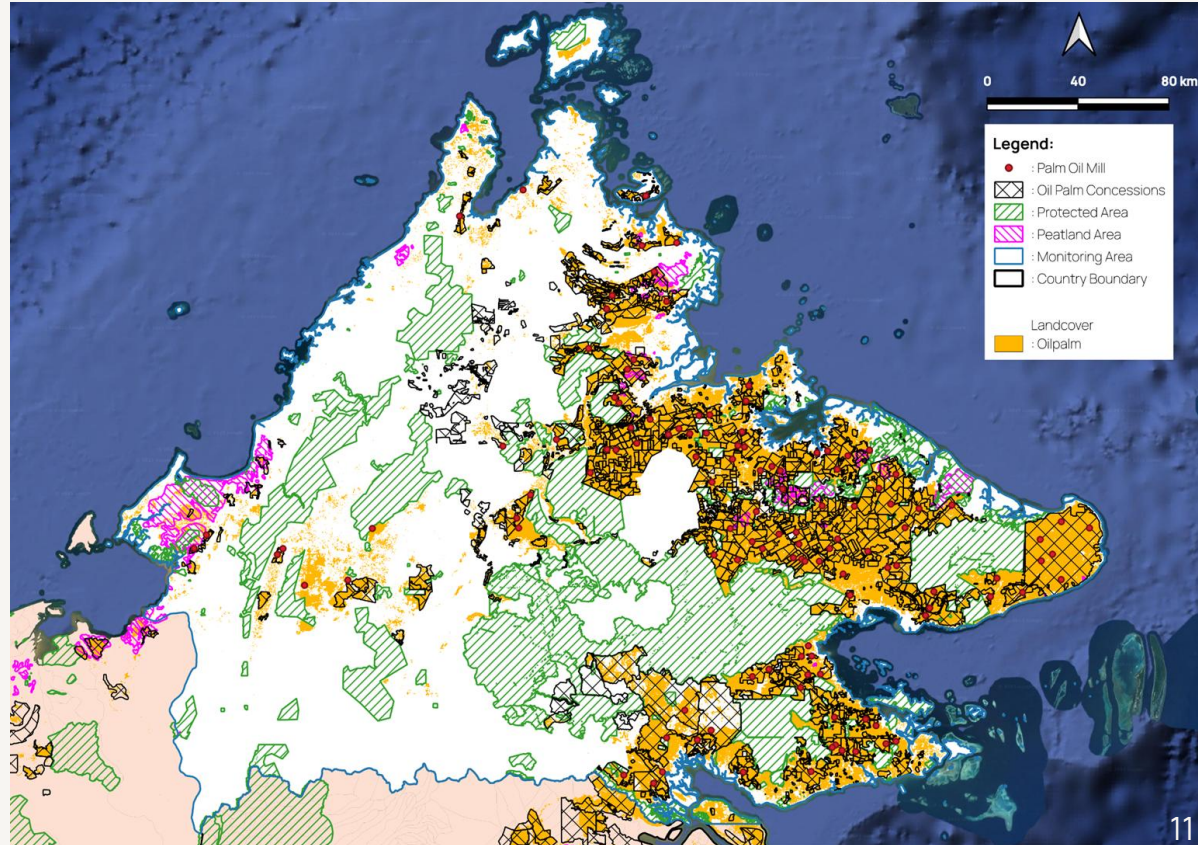 0 40 80 km
Legend:
: Palm Oil Mill
: Oil Palm Concessions
: Protected Area
: Peatland Area
: Monitoring Area
: Country Boundary
Landcover
: Oilpalm
11